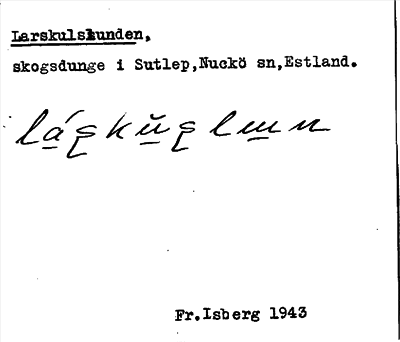 Larskulslunden,
skogsdunge i Sutlep,Nuckö sn,Estland.
Fr.Isberg 1943